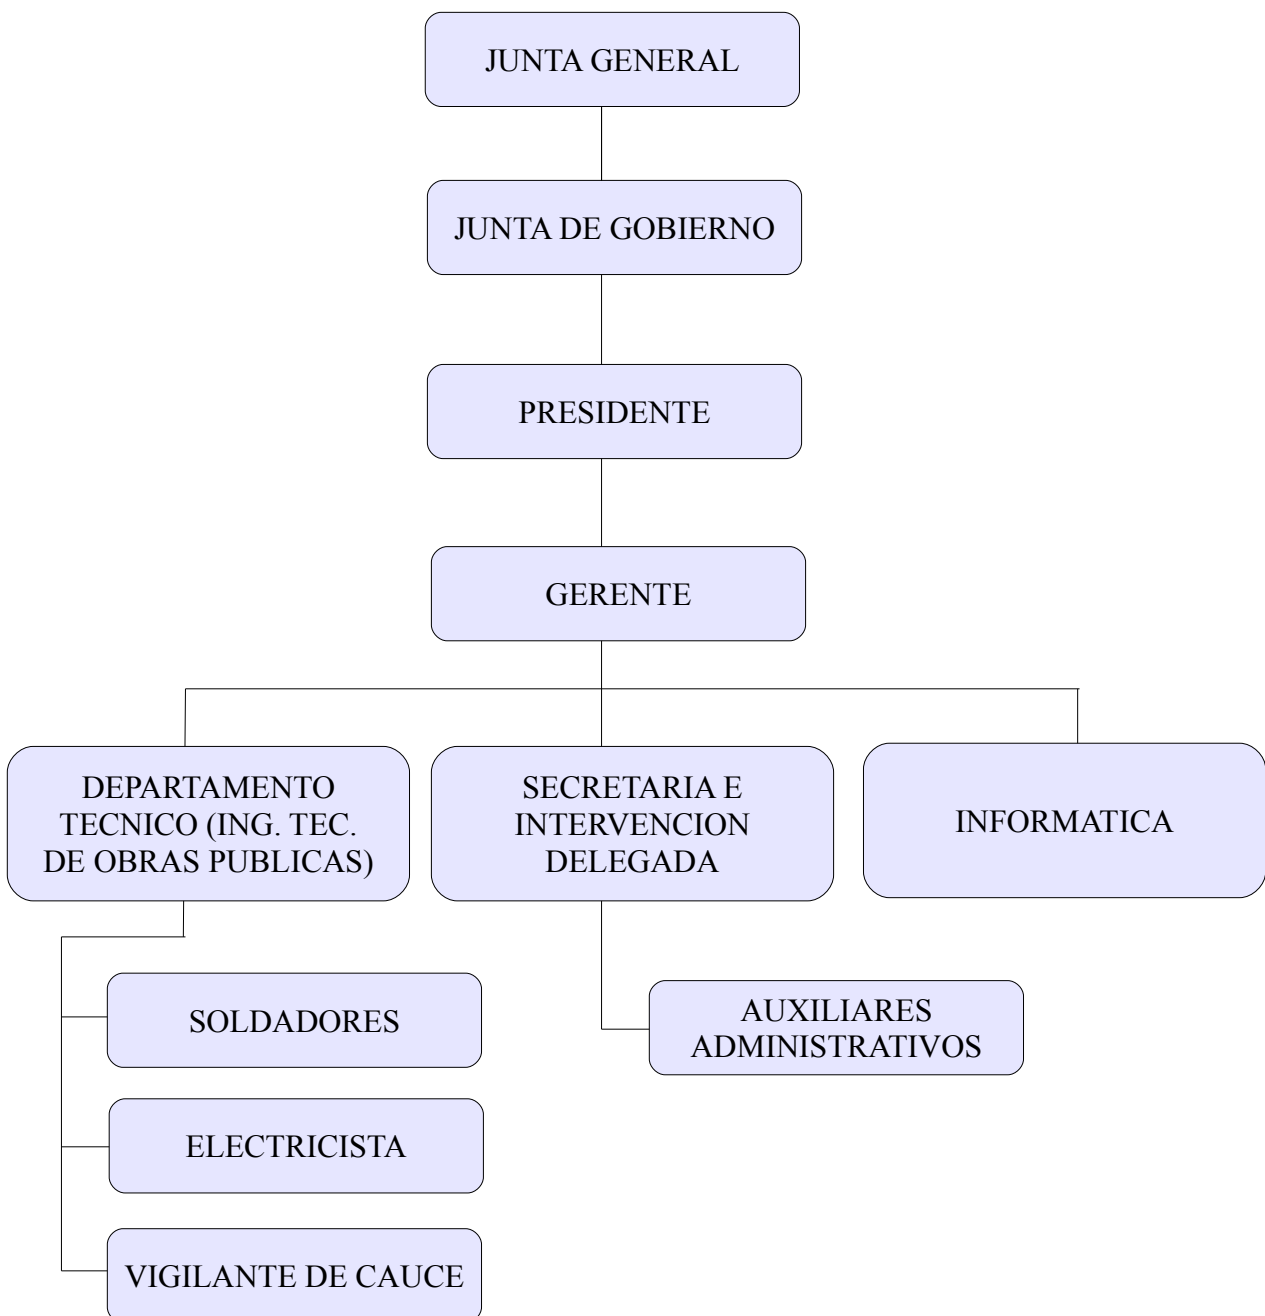 JUNTA GENERAL
JUNTA DE GOBIERNO
PRESIDENTE
GERENTE
DEPARTAMENTO
TECNICO (ING. TEC.
DE OBRAS PUBLICAS)
SECRETARIA E
INTERVENCION
DELEGADA
INFORMATICA
SOLDADORES
ELECTRICISTA
VIGILANTE DE CAUCE
AUXILIARES
ADMINISTRATIVOS